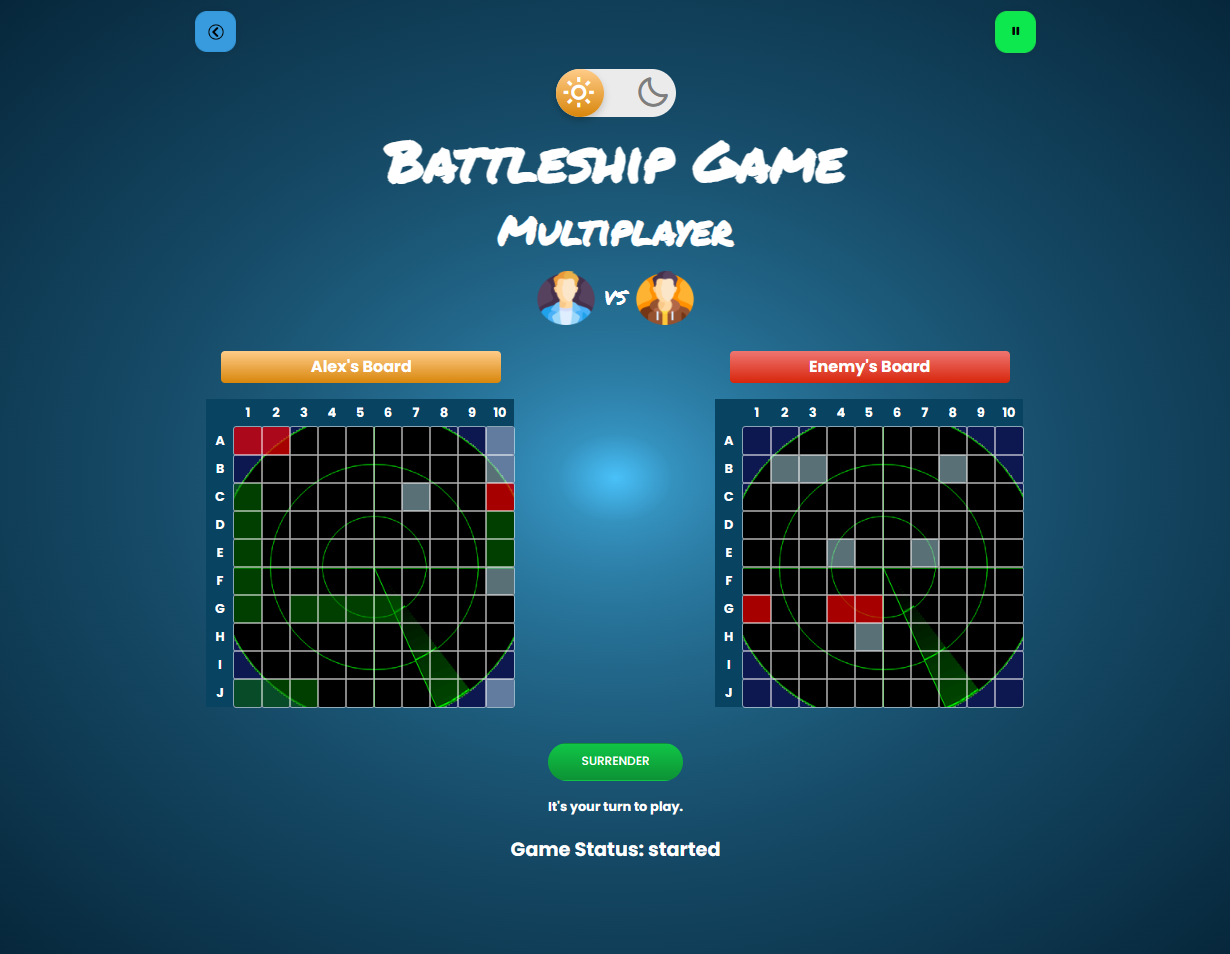 Battleship Game
Multiplayer
VS
Alex's Board
Enemy's Board
1 2 3 4 5 6 7 8 9 10
A
B
C
D
E
F
G
H
I
J
1 2 3 4 5 6 7 8 9 10
A
B
C
D
E
F
G
H
I
J
SURRENDER
It's your turn to play.
Game Status: started